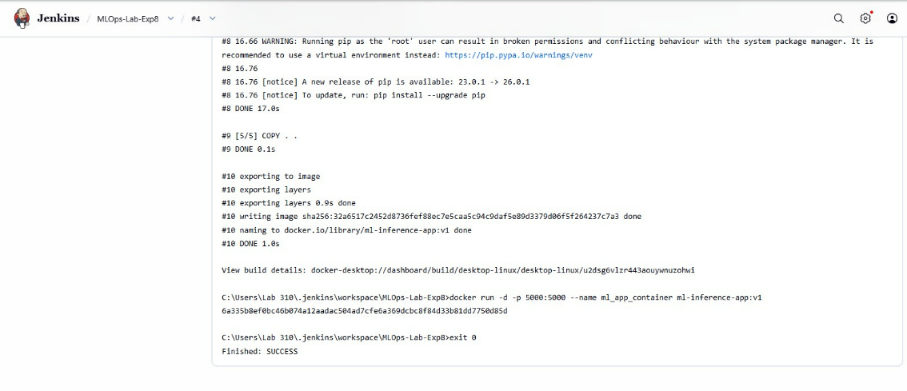 Jenkins / MLOps-Lab-Exp8 / #4
#8 16.66 WARNING: Running pip as the 'root' user can result in broken permissions and conflicting behaviour with the system package manager. It is
recommended to use a virtual environment instead: https://pip.pypa.io/warnings/venv
#8 16.76
#8 16.76 [notice] A new release of pip is available: 23.0.1 -> 26.0.1
#8 16.76 [notice] To update, run: pip install --upgrade pip
#8 DONE 17.0s
#9 [5/5] COPY . .
#9 DONE 0.1s
#10 exporting to image
#10 exporting layers
#10 exporting layers 0.9s done
#10 writing image sha256:32a6517c2452d8736fef88ec7e5caa5c94c9daf5e89d3379d06f5f264237c7a3 done
#10 naming to docker.io/library/ml-inference-app:v1 done
#10 DONE 1.0s
View build details: docker-desktop://dashboard/build/desktop-linux/desktop-linux/u2dsg6vlzr443aouywnuzohwi
C:\Users\Lab 310\.jenkins\workspace\MLOps-Lab-Exp8>docker run -d -p 5000:5000 --name ml_app_container ml-inference-app:v1
6a335b8ef0bc46b074a12aadac504ad7cfe6a369dcbc8f84d33b81dd7750d85d
C:\Users\Lab 310\.jenkins\workspace\MLOps-Lab-Exp8>exit 0
Finished: SUCCESS